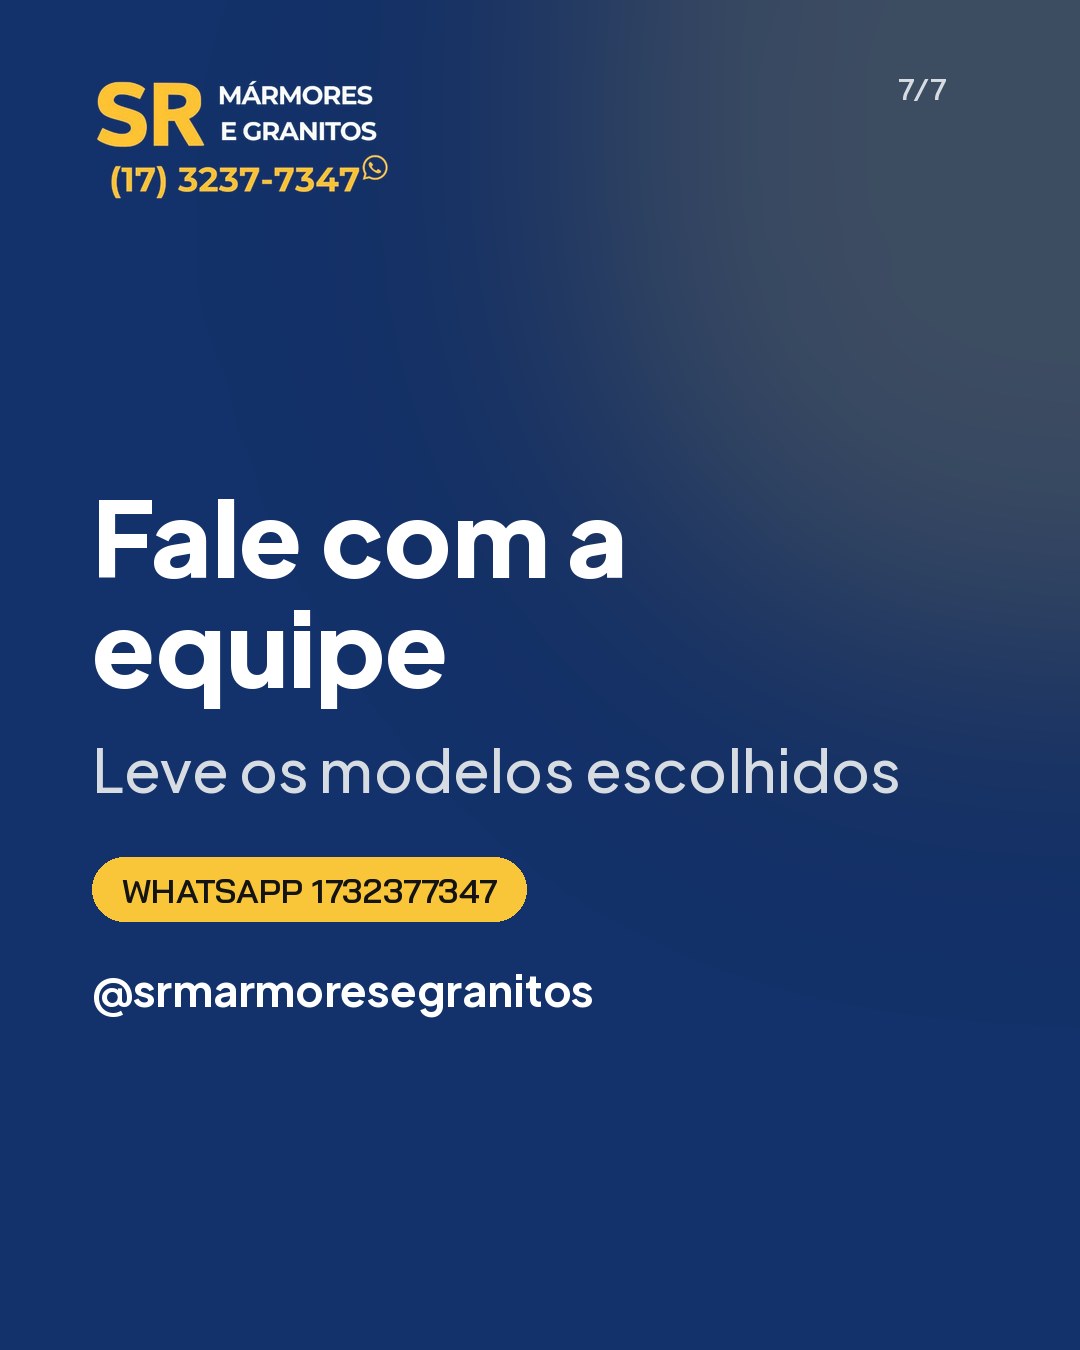 SR MÁRMORES
E GRANITOS
(17) 3237-7347
7/7
Fale com a
equipe
Leve os modelos escolhidos
WHATSAPP 1732377347
@srmarmoresegranitos